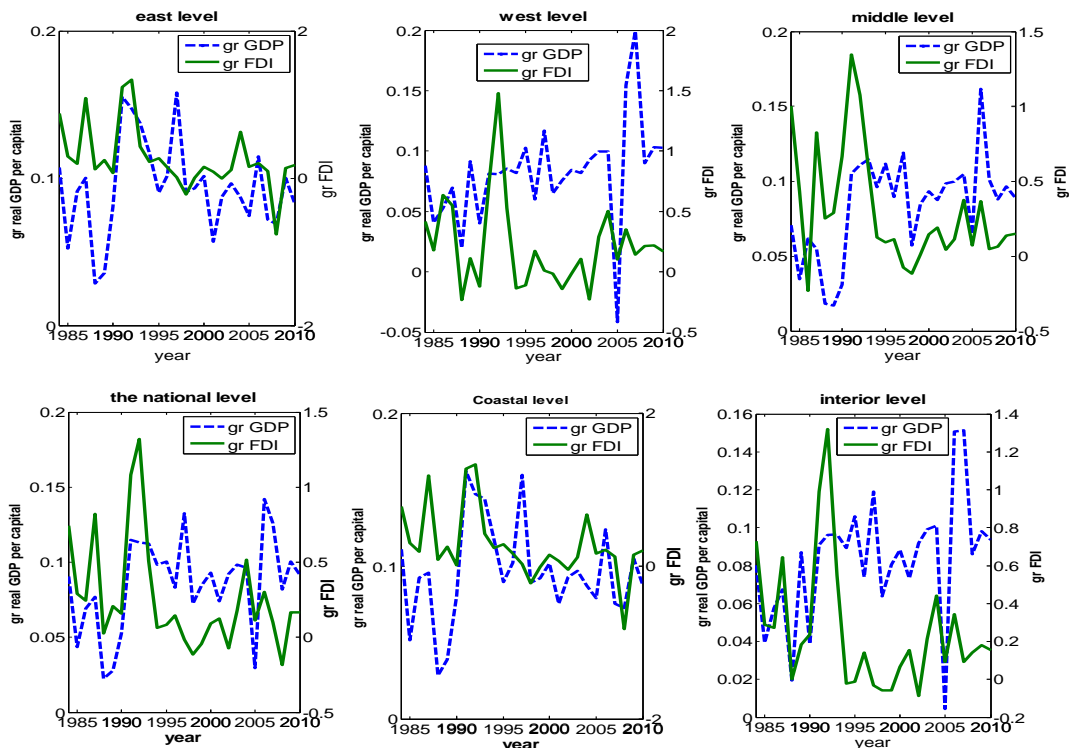 east level
0.2
0.1
0
2
0
-2
1985 1990 1995 2000 2005 2010
year
gr real GDP per capital
gr FDI
gr GDP
gr FDI
west level
0.2
0.15
0.1
0.05
0
-0.05
2
1.5
1
0.5
0
-0.5
1985 1990 1995 2000 2005 2010
year
gr real GDP per capital
gr FDI
gr GDP
gr FDI
middle level
0.2
0.15
0.1
0.05
0
1.5
1
0.5
0
-0.5
1985 1990 1995 2000 2005 2010
year
gr real GDP per capital
gr FDI
gr GDP
gr FDI
the national level
0.2
0.15
0.1
0.05
0
1.5
1
0.5
0
-0.5
1985 1990 1995 2000 2005 2010
year
gr real GDP per capital
gr FDI
gr GDP
gr FDI
Coastal level
0.2
0.1
0
2
0
-2
1985 1990 1995 2000 2005 2010
year
gr real GDP per capital
gr FDI
gr GDP
gr FDI
interior level
0.16
0.14
0.12
0.1
0.08
0.06
0.04
0.02
0
1.4
1.2
1
0.8
0.6
0.4
0.2
0
-0.2
1985 1990 1995 2000 2005 2010
year
gr real GDP per capital
gr FDI
gr GDP
gr FDI